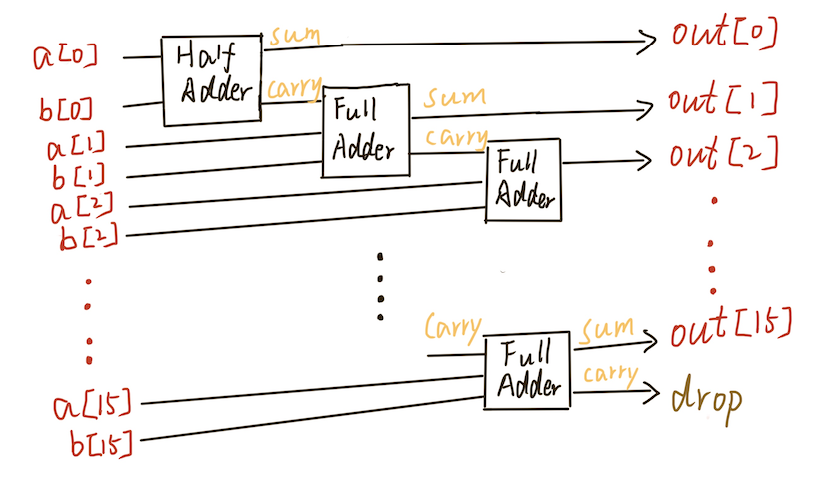 a[0]
Half
Adder
sum
out[0]
b[0]
carry
Full
Adder
sum
out[1]
a[1]
b[1]
carry
Full
Adder
out[2]
a[2]
b[2]
Carry
Full
Adder
sum
out[15]
a[15]
carry
drop
b[15]